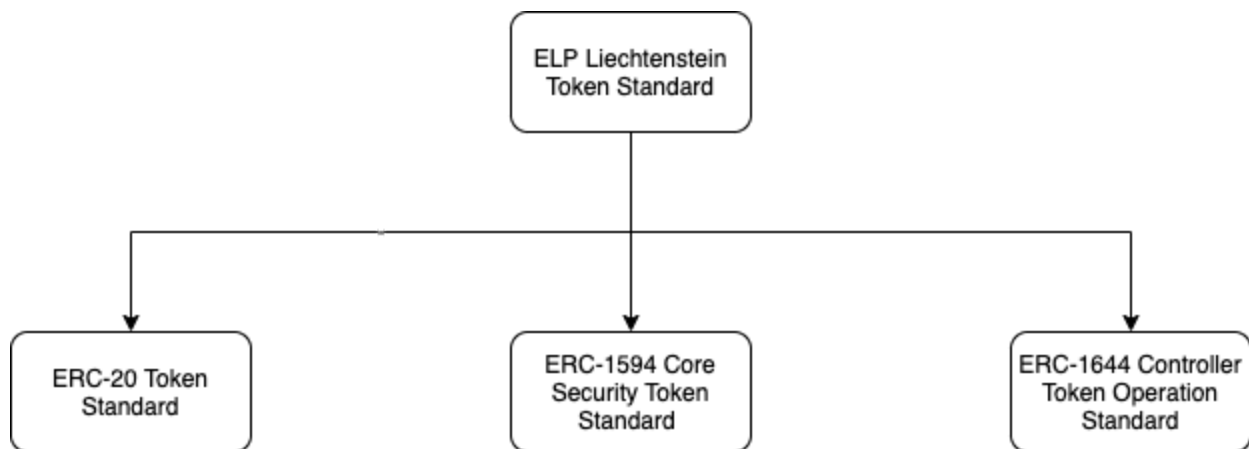 ELP Liechtenstein
Token Standard
ERC-20 Token
Standard
ERC-1594 Core
Security Token
Standard
ERC-1644 Controller
Token Operation
Standard